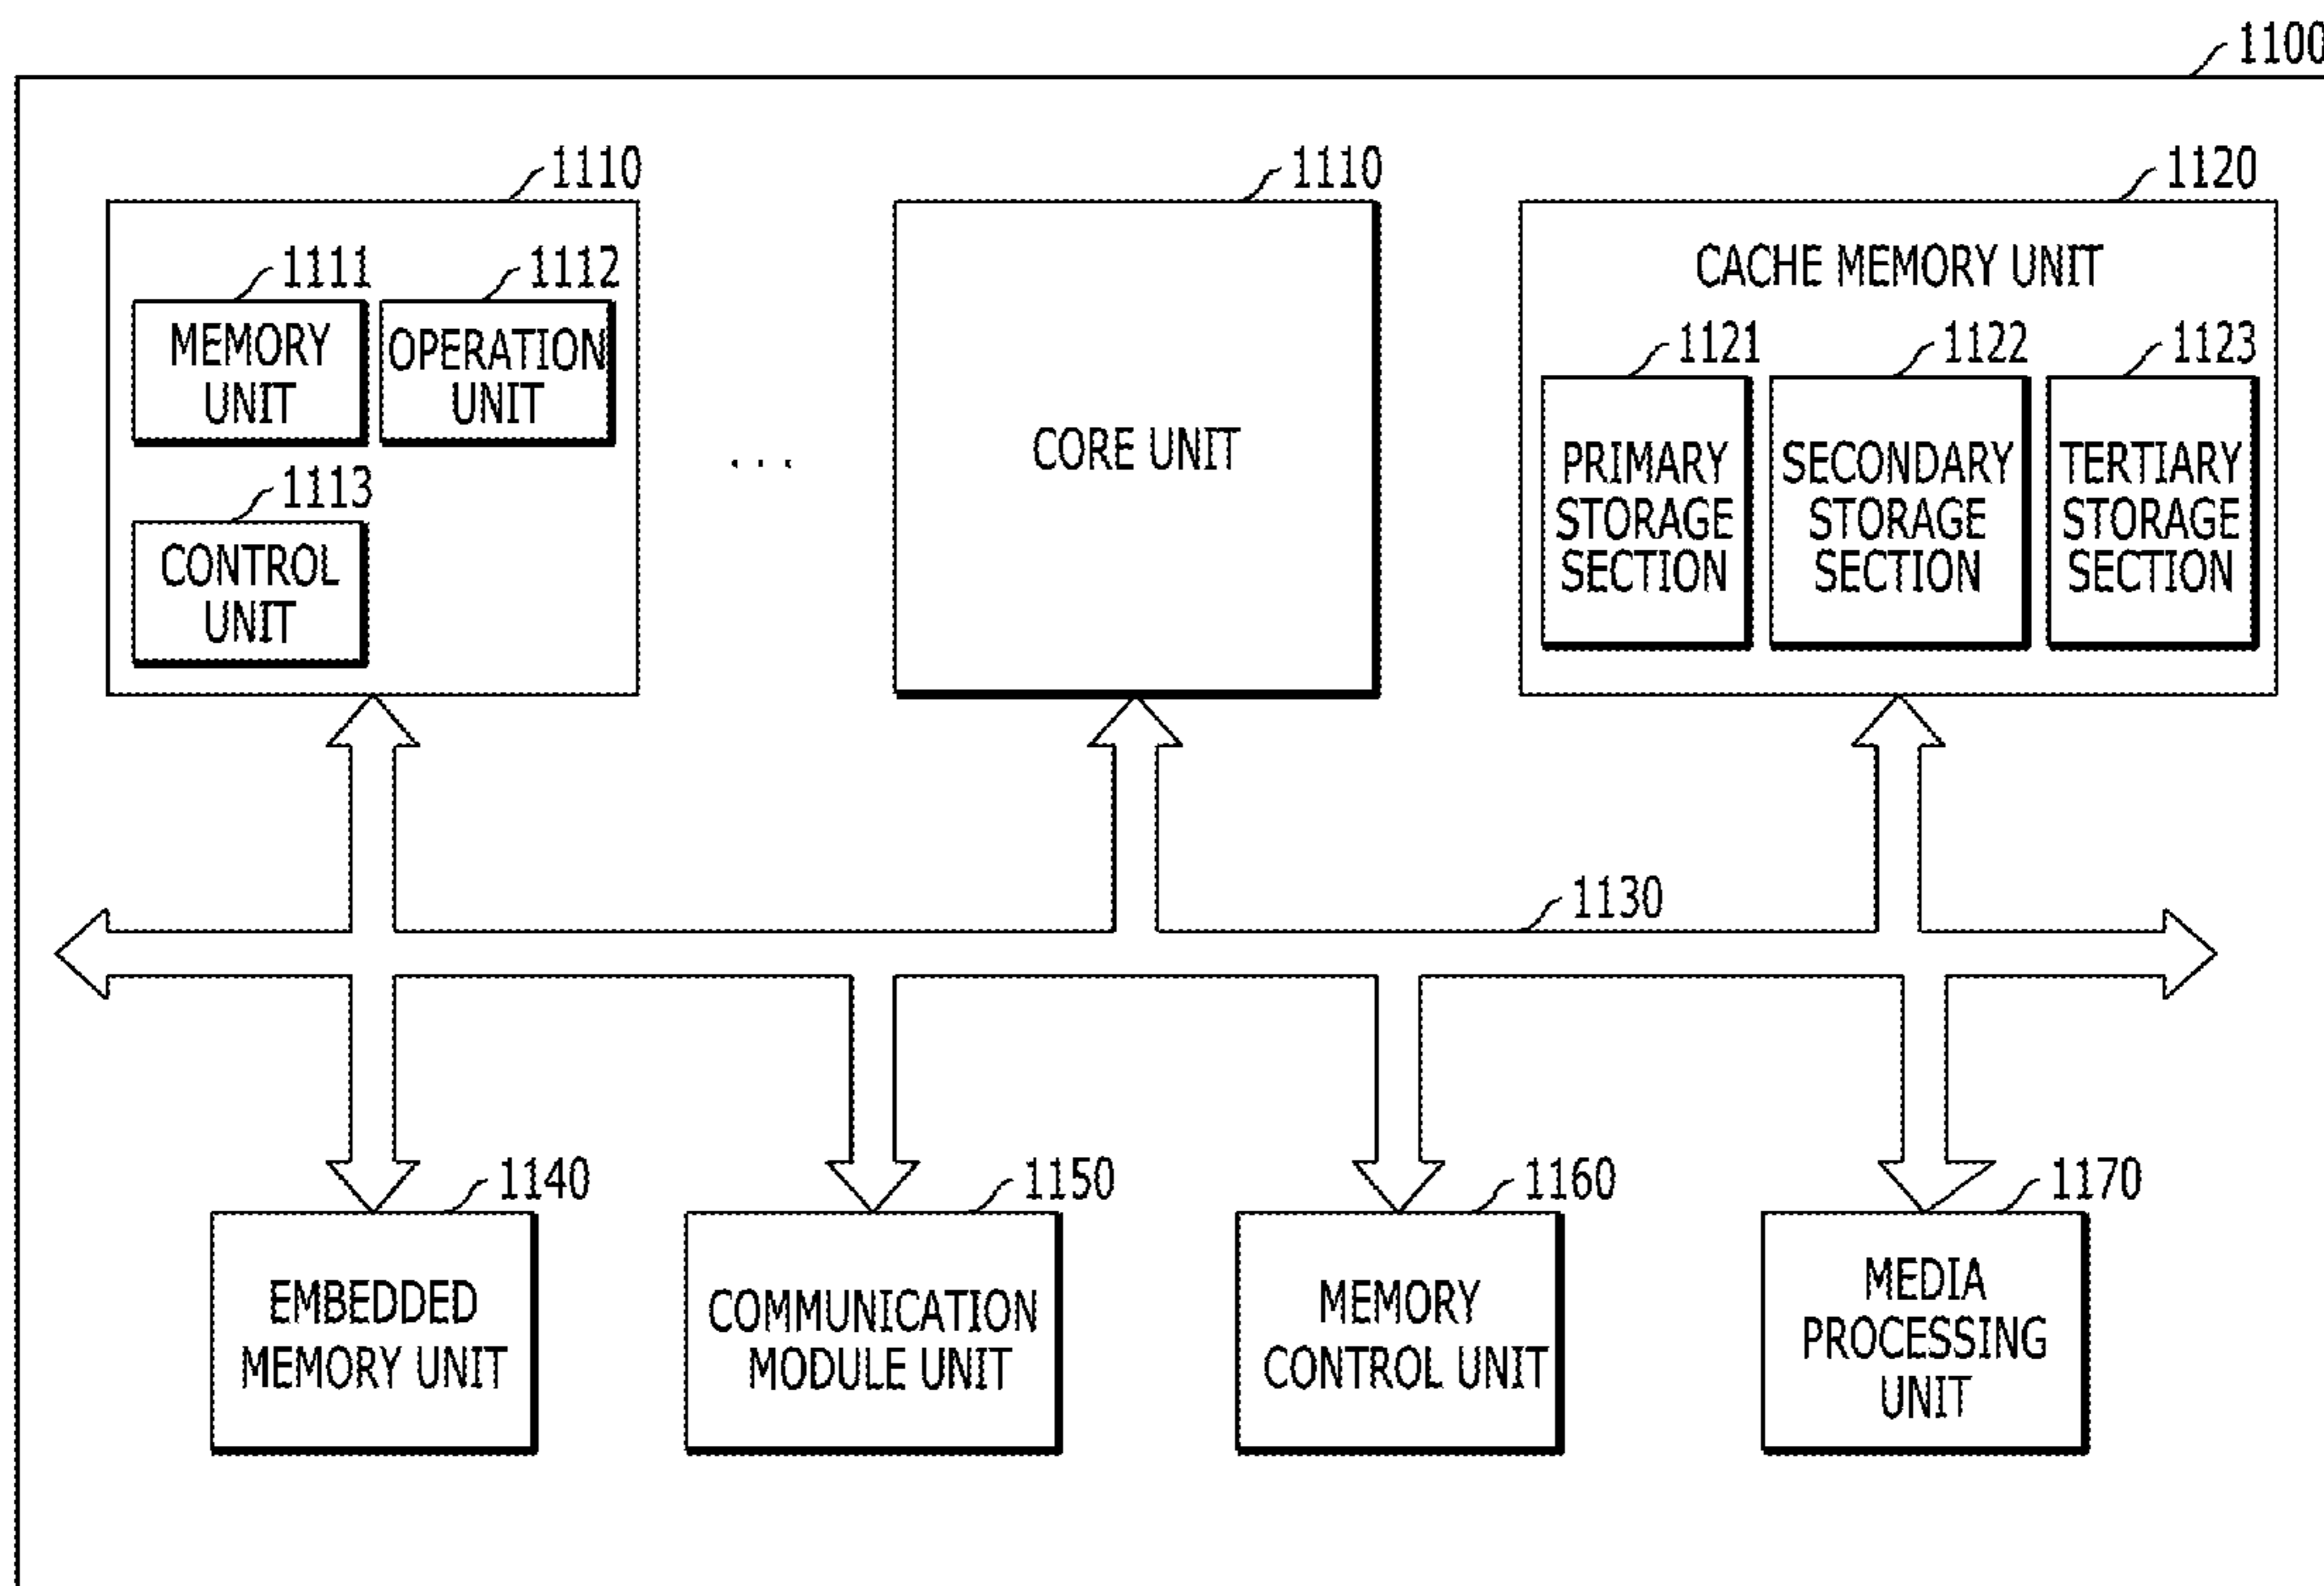 1100
1110
1110
1120
1111
1112
CACHE MEMORY UNIT
MEMORY
UNIT
OPERATION
UNIT
1121
1122
1123
...
CORE UNIT
PRIMARY
STORAGE
SECTION
SECONDARY
STORAGE
SECTION
TERTIARY
STORAGE
SECTION
1113
CONTROL
UNIT
1130
1140
1150
1160
1170
EMBEDDED
MEMORY UNIT
COMMUNICATION
MODULE UNIT
MEMORY
CONTROL UNIT
MEDIA
PROCESSING
UNIT